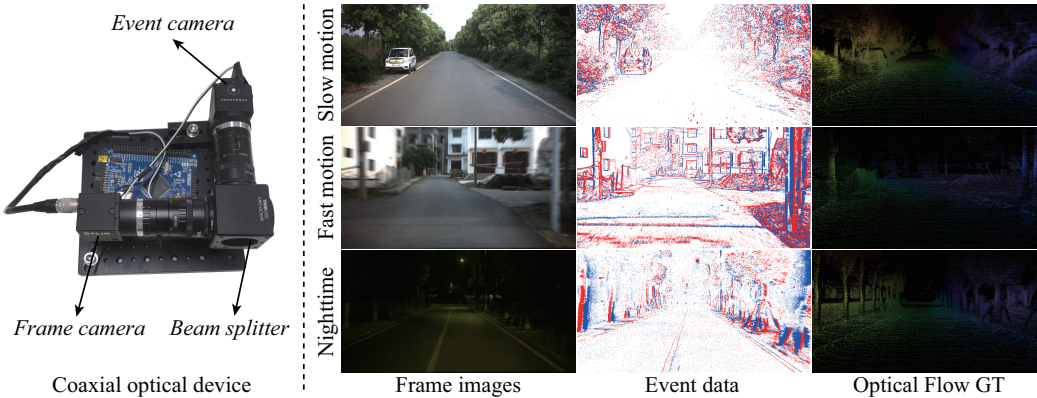 Event camera
Frame camera
Beam splitter
Coaxial optical device
Slow motion
Fast motion
Nighttime
Frame images
Event data
Optical Flow GT